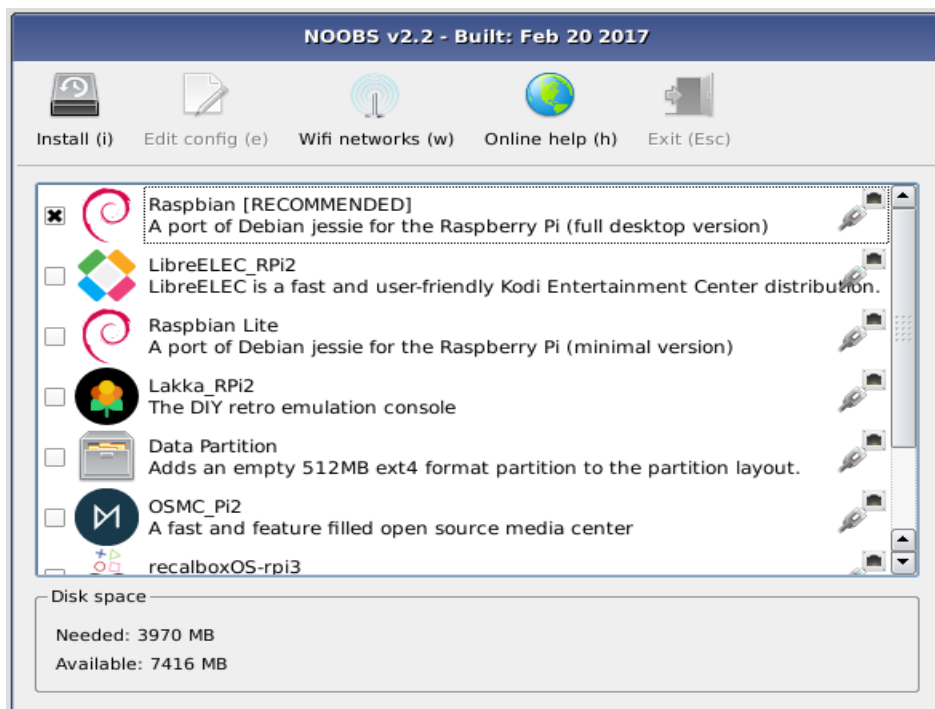 NOOBS v2.2 - Built: Feb 20 2017
Install (i) Edit config (e) Wifi networks (w) Online help (h) Exit (Esc)
Raspbian [RECOMMENDED]
A port of Debian jessie for the Raspberry Pi (full desktop version)
LibreELEC_RPi2
LibreELEC is a fast and user-friendly Kodi Entertainment Center distribution.
Raspbian Lite
A port of Debian jessie for the Raspberry Pi (minimal version)
Lakka_RPi2
The DIY retro emulation console
Data Partition
Adds an empty 512MB ext4 format partition to the partition layout.
OSMC_Pi2
A fast and feature filled open source media center
recalboxOS-rpi3
Disk space
Needed: 3970 MB
Available: 7416 MB